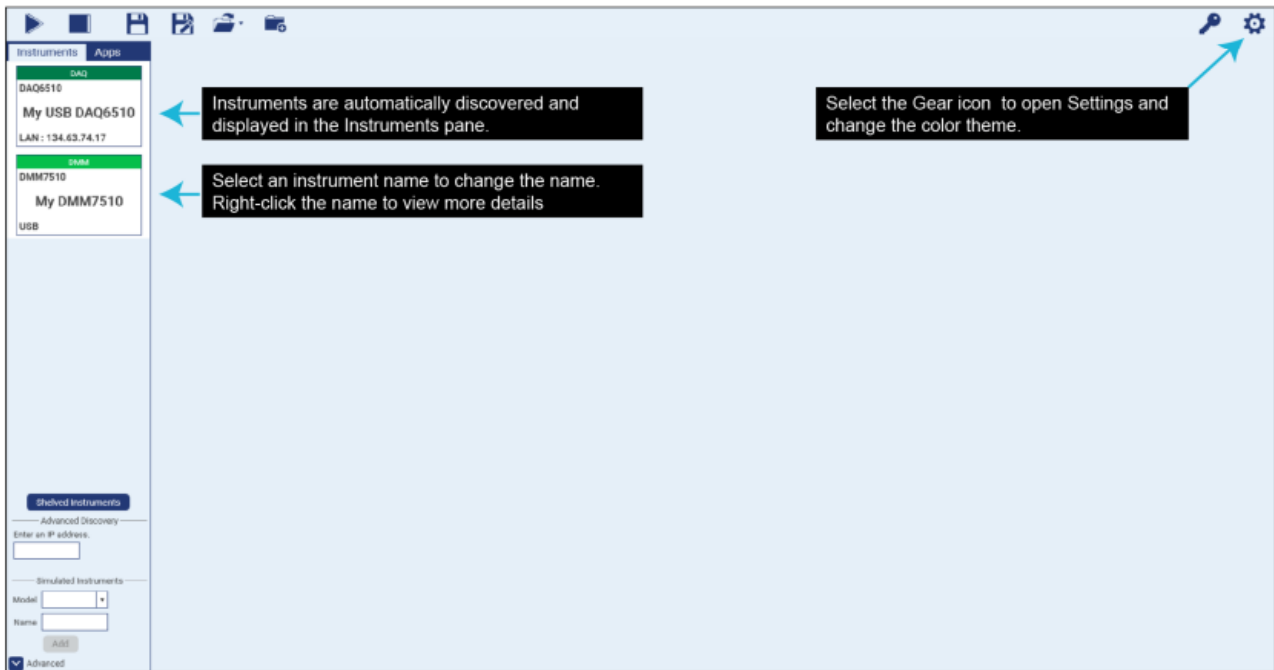 Instruments Apps
DAQ
DAQ6510
My USB DAQ6510
LAN : 134.63.74.17
DMM
DMM7510
My DMM7510
USB
Instruments are automatically discovered and
displayed in the Instruments pane.
Select an instrument name to change the name.
Right-click the name to view more details
Select the Gear icon to open Settings and
change the color theme.
Shelved Instruments
Advanced Discovery
Enter an IP address.
Simulated Instruments
Model
Name
Add
Advanced